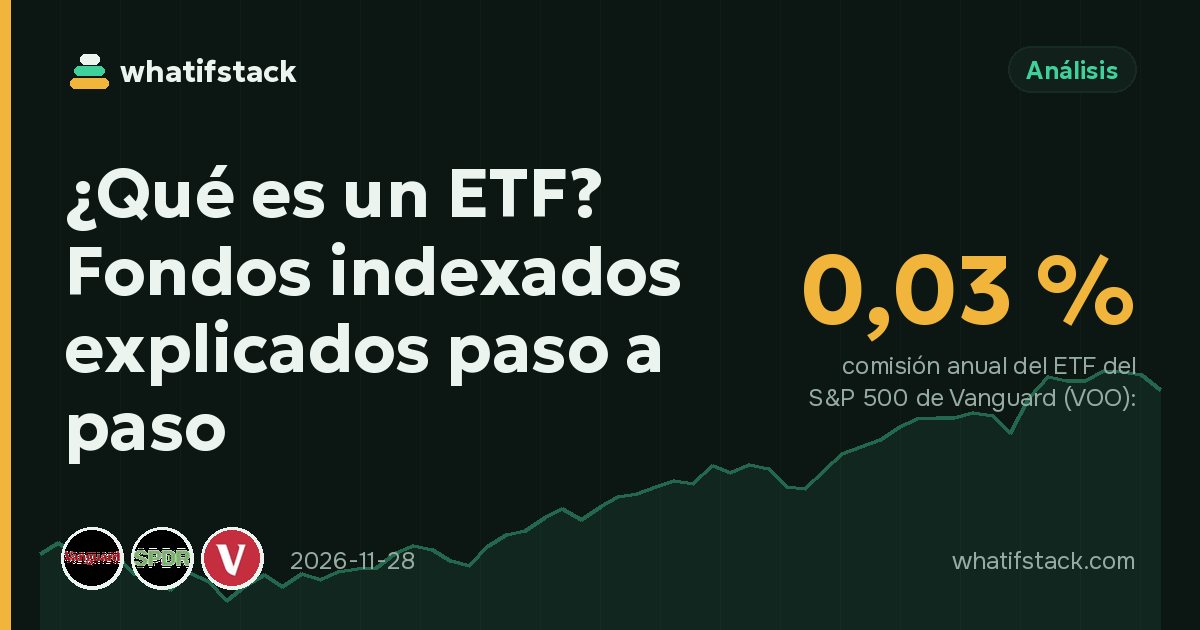 whatifstack
Análisis
¿Qué es un ETF?
Fondos indexados
explicados paso a
paso
0,03 %
comisión anual del ETF del
S&P 500 de Vanguard (VOO):
Vanguard
SPDR
V
2026-11-28
whatifstack.com